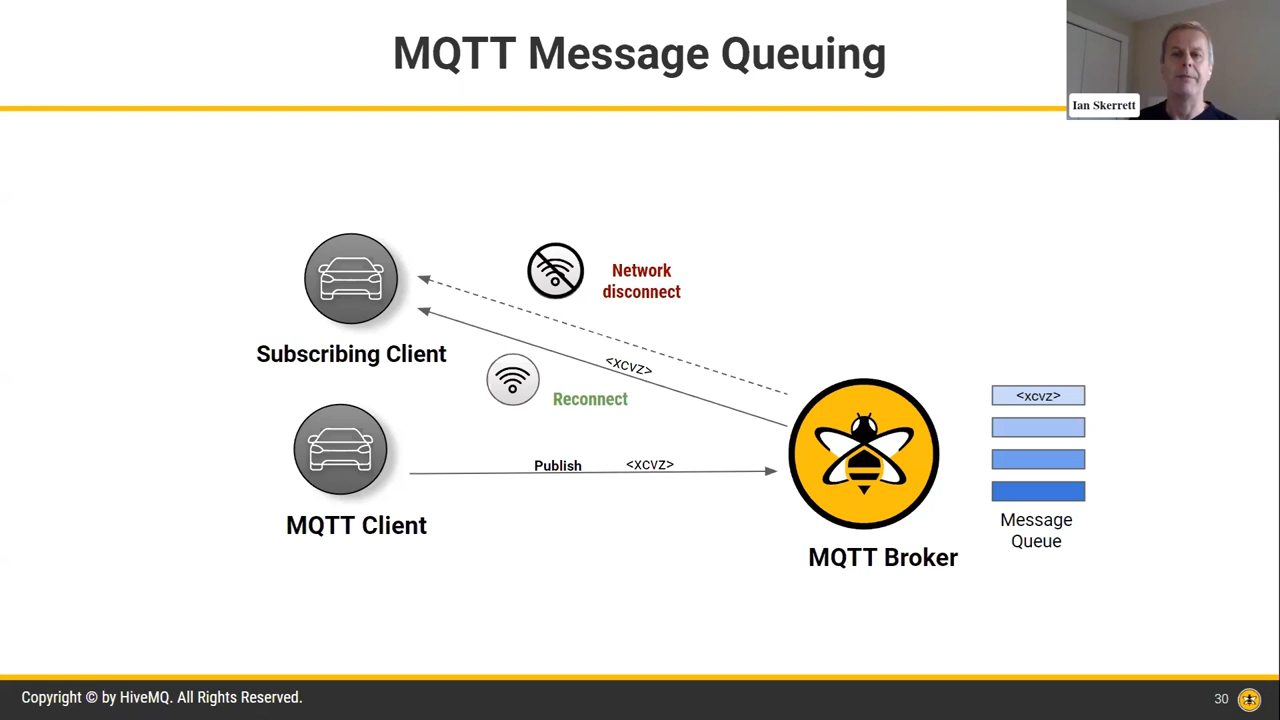 MQTT Message Queuing
Ian Skerrett
Network
disconnect
Subscribing Client
<xcvz>
Reconnect
<xcvz>
Publish <xcvz>
MQTT Client
Message
Queue
MQTT Broker
Copyright © by HiveMQ. All Rights Reserved.
30